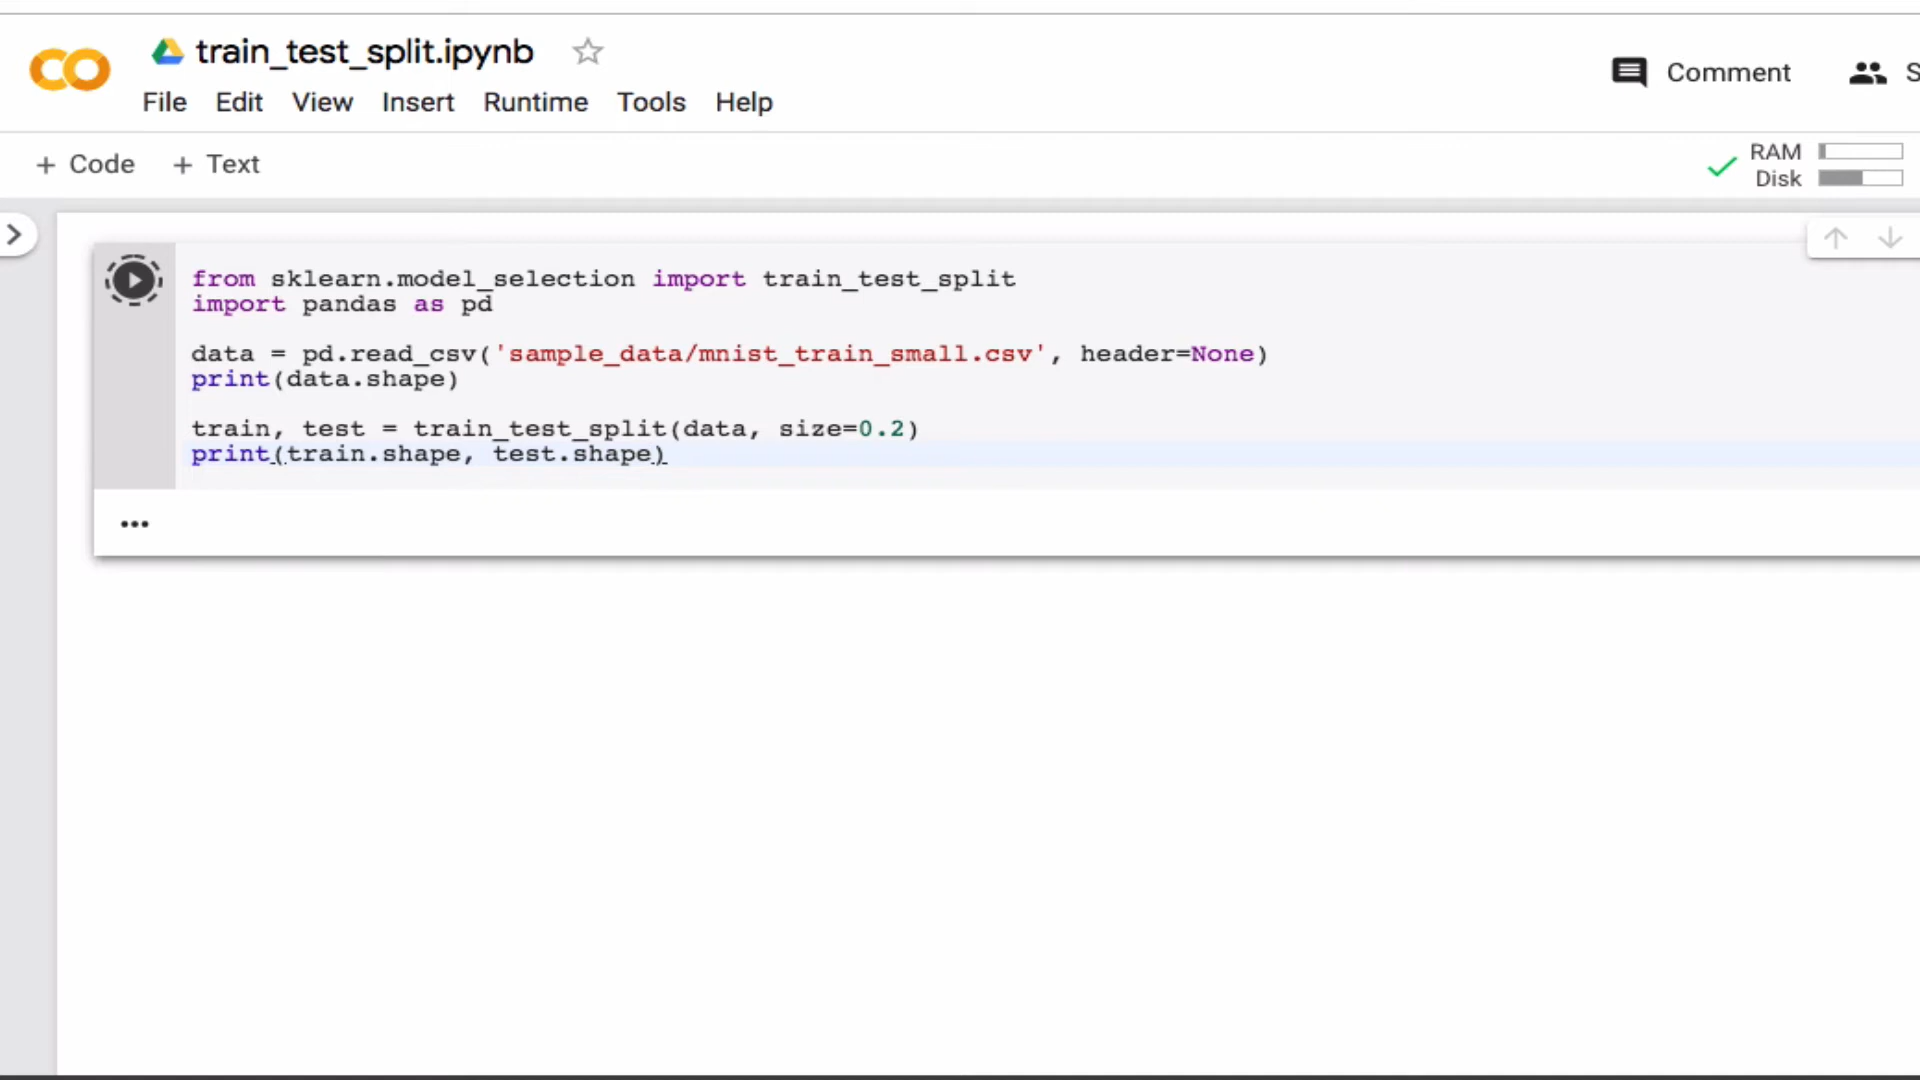 train_test_split.ipynb
Comment
File Edit View Insert Runtime Tools Help
+ Code + Text
RAM
Disk
from sklearn.model_selection import train_test_split
import pandas as pd
data = pd.read_csv('sample_data/mnist_train_small.csv', header=None)
print(data.shape)
train, test = train_test_split(data, size=0.2)
print(train.shape, test.shape)